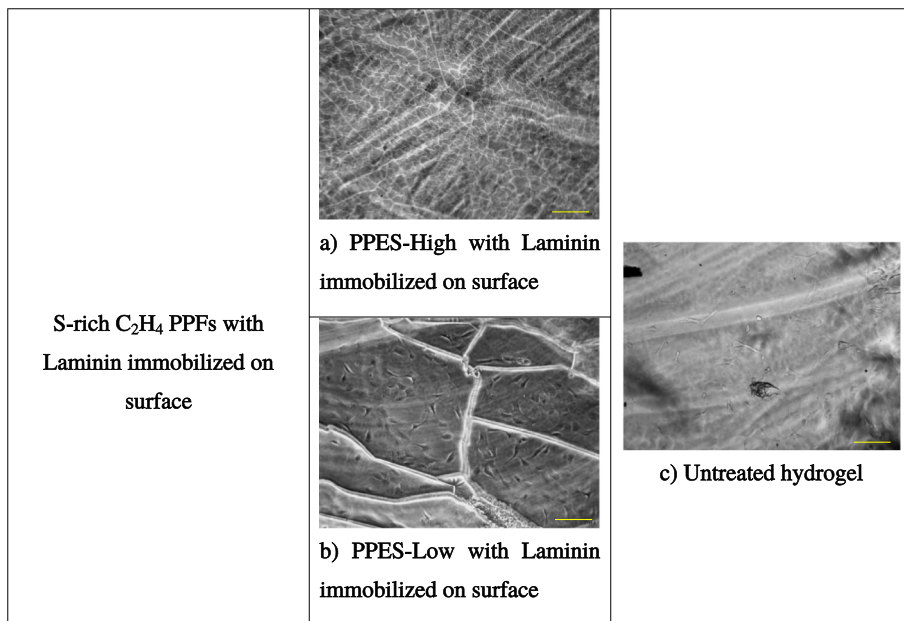 S-rich C₂H₄ PPFs with
Laminin immobilized on
surface
a) PPES-High with Laminin
immobilized on surface
b) PPES-Low with Laminin
immobilized on surface
c) Untreated hydrogel